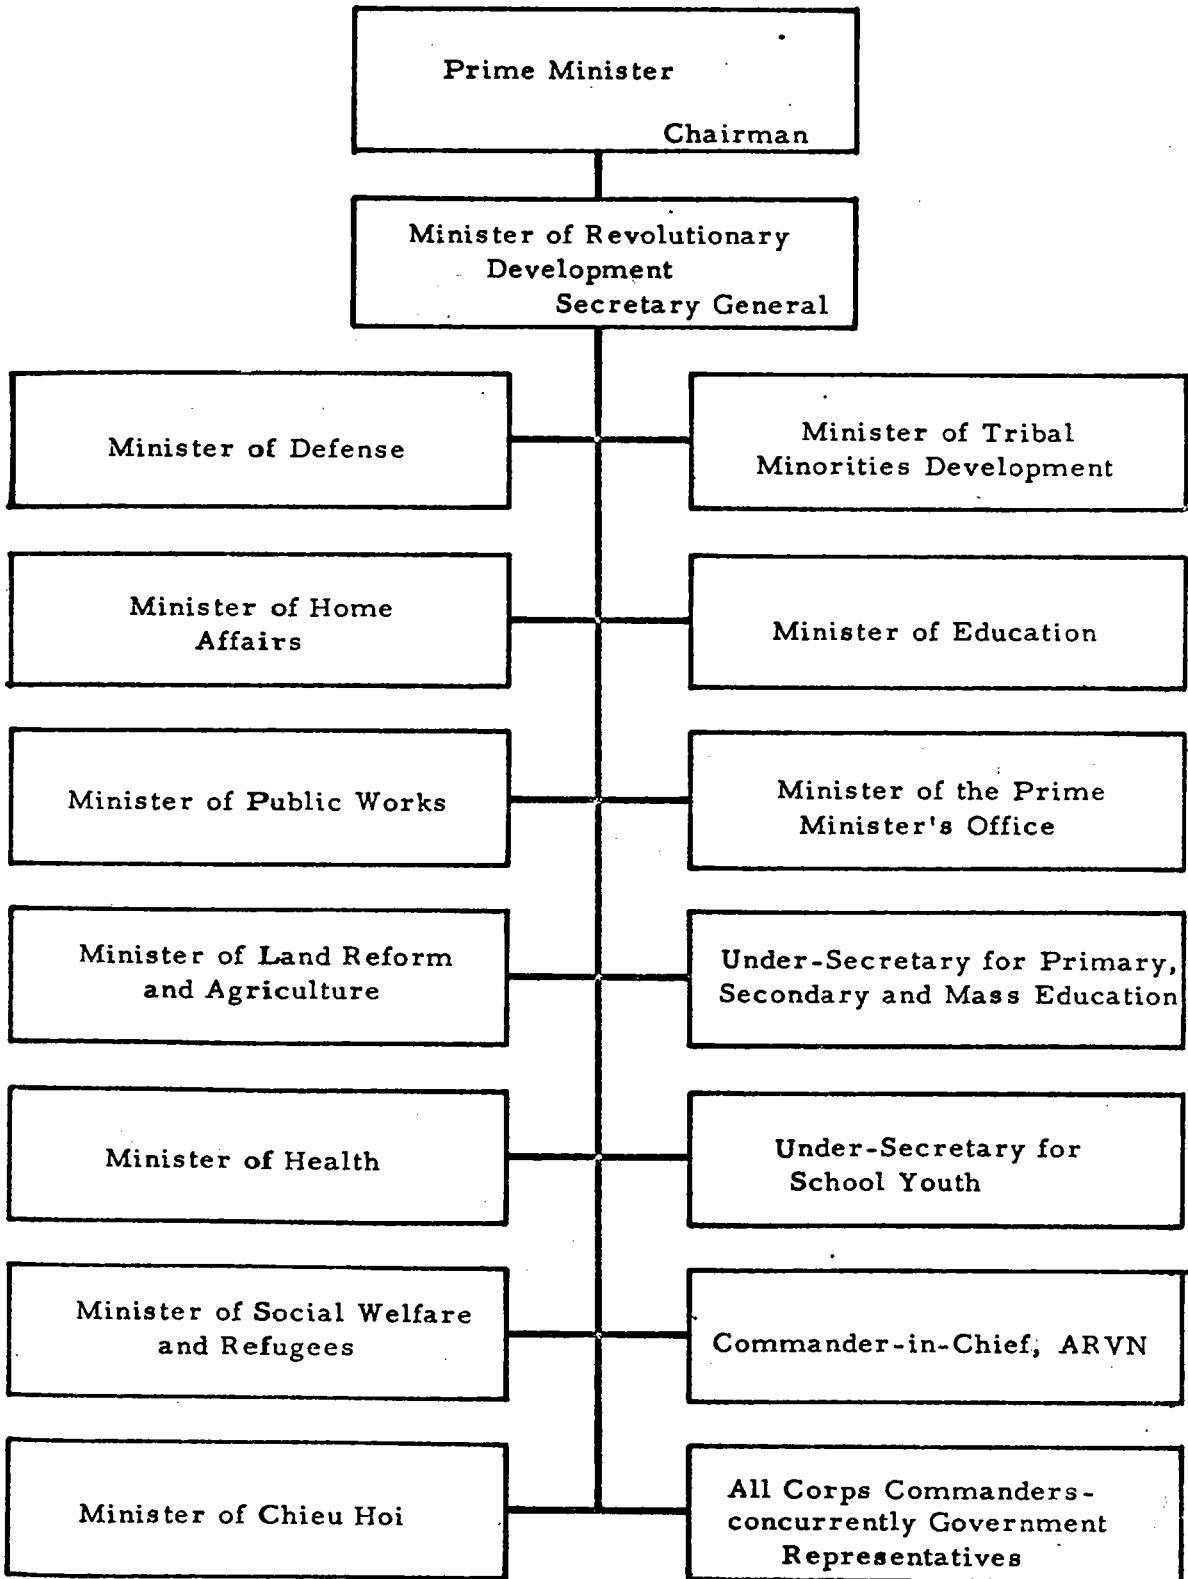 Prime Minister
Chairman
Minister of Revolutionary
Development
Secretary General
Minister of Defense
Minister of Tribal
Minorities Development
Minister of Home
Affairs
Minister of Education
Minister of Public Works
Minister of the Prime
Minister's Office
Minister of Land Reform
and Agriculture
Under-Secretary for Primary,
Secondary and Mass Education
Minister of Health
Under-Secretary for
School Youth
Minister of Social Welfare
and Refugees
Commander-in-Chief, ARVN
Minister of Chieu Hoi
All Corps Commanders-
concurrently Government
Representatives